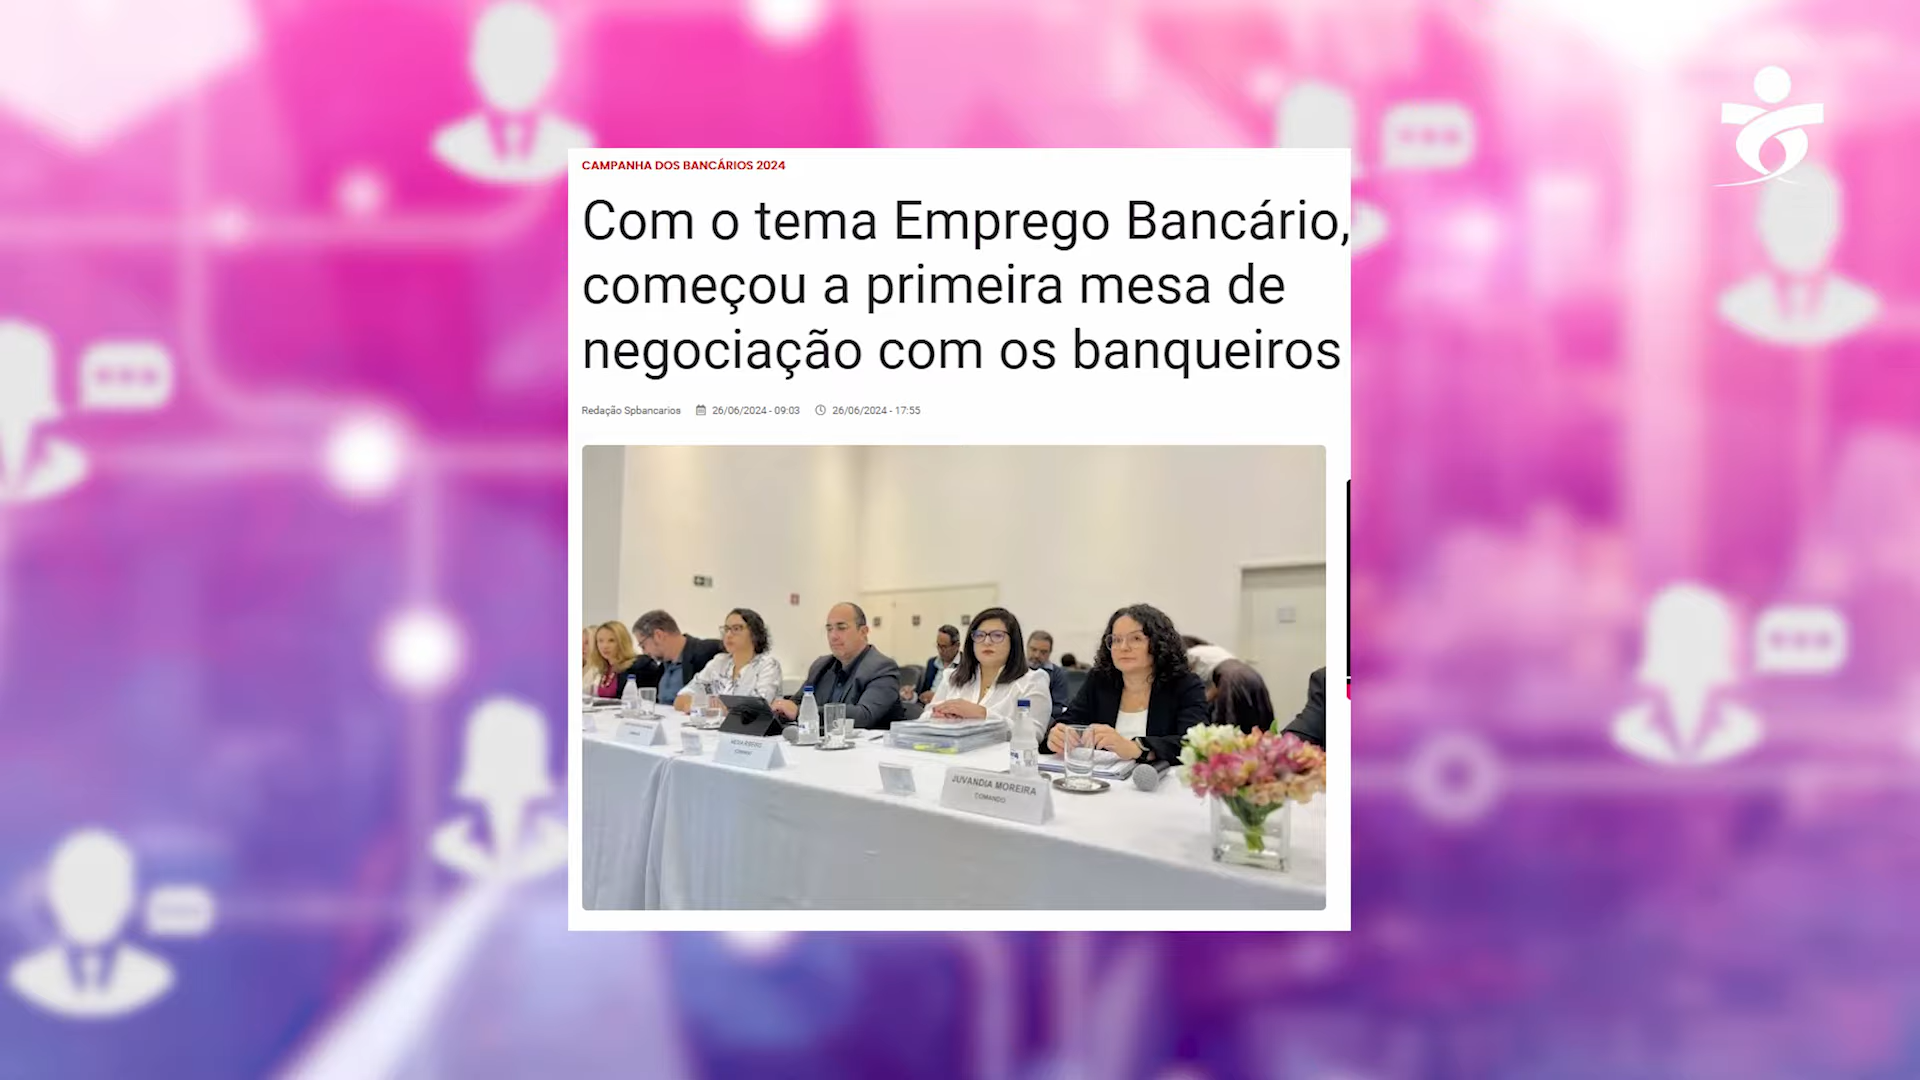 CAMPANHA DOS BANCÁRIOS 2024
Com o tema Emprego Bancário,
começou a primeira mesa de
negociação com os banqueiros
Redação Spbancarios 26/06/2024 - 09:03 26/06/2024 - 17:55
JUVANDIA MOREIRA
COMANDO